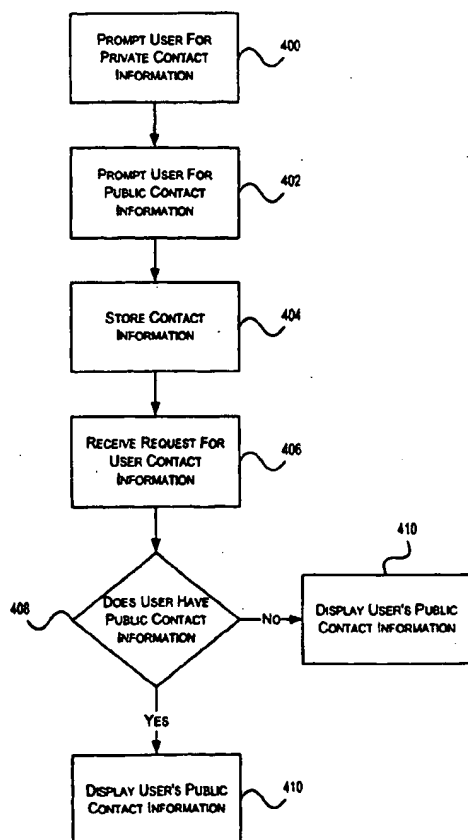 PROMPT USER FOR
PRIVATE CONTACT
INFORMATION
400
PROMPT USER FOR
PUBLIC CONTACT
INFORMATION
402
STORE CONTACT
INFORMATION
404
RECEIVE REQUEST FOR
USER CONTACT
INFORMATION
406
408
DOES USER HAVE
PUBLIC CONTACT
INFORMATION
NO
410
DISPLAY USER'S PUBLIC
CONTACT INFORMATION
YES
DISPLAY USER'S PUBLIC
CONTACT INFORMATION
410